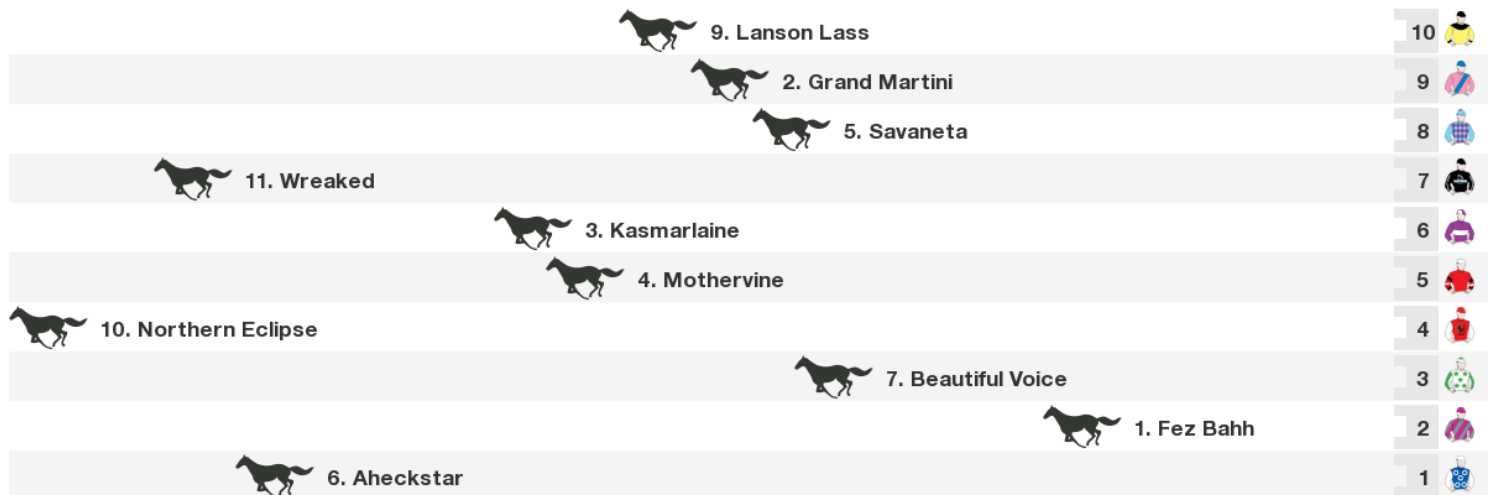 9. Lanson Lass 10
2. Grand Martini 9
5. Savaneta 8
11. Wreaked 7
3. Kasmarlaine 6
4. Mothervine 5
10. Northern Eclipse 4
7. Beautiful Voice 3
1. Fez Bahh 2
6. Aheckstar 1